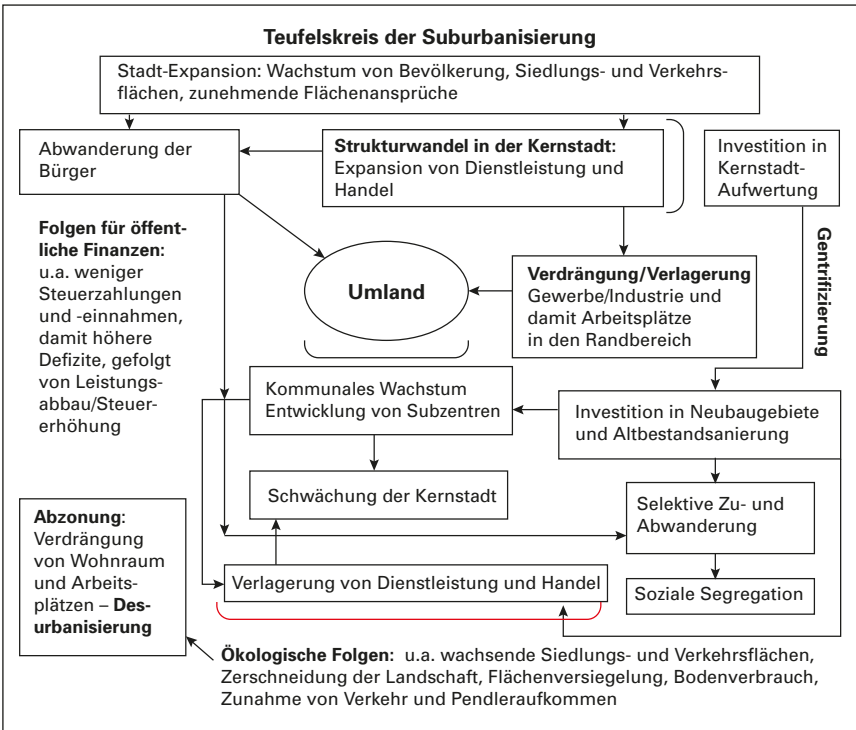 Teufelskreis der Suburbanisierung
Stadt-Expansion: Wachstum von Bevölkerung, Siedlungs- und Verkehrs-
flächen, zunehmende Flächenansprüche
Abwanderung der
Bürger
Strukturwandel in der Kernstadt:
Expansion von Dienstleistung und
Handel
Investition in
Kernstadt-
Aufwertung
Gentrifizierung
Folgen für öffent-
liche Finanzen:
u.a. weniger
Steuerzahlungen
und -einnahmen,
damit höhere
Defizite, gefolgt
von Leistungs-
abbau/Steuer-
erhöhung
Umland
Verdrängung/Verlagerung
Gewerbe/Industrie und
damit Arbeitsplätze
in den Randbereich
Kommunales Wachstum
Entwicklung von Subzentren
Investition in Neubaugebiete
und Altbestandsanierung
Schwächung der Kernstadt
Selektive Zu- und
Abwanderung
Abzonung:
Verdrängung
von Wohnraum
und Arbeits-
plätzen – Des-
urbanisierung
Verlagerung von Dienstleistung und Handel
Soziale Segregation
Ökologische Folgen: u.a. wachsende Siedlungs- und Verkehrsflächen,
Zerschneidung der Landschaft, Flächenversiegelung, Bodenverbrauch,
Zunahme von Verkehr und Pendleraufkommen